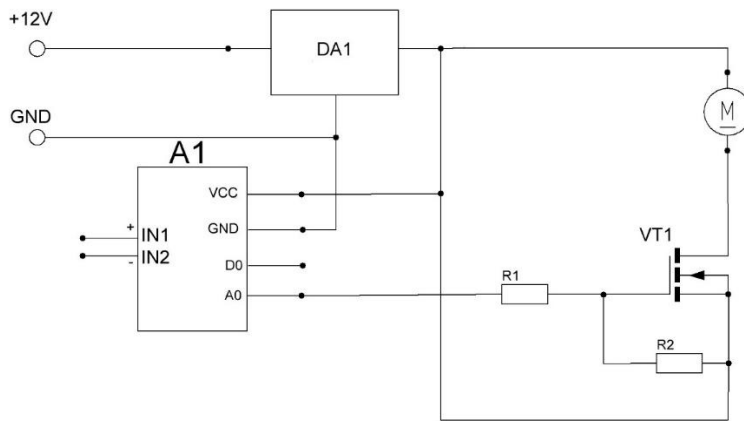 +12V
DA1
GND
M
A1
VCC
+
IN1
GND
VT1
-
IN2
D0
R1
A0
R2